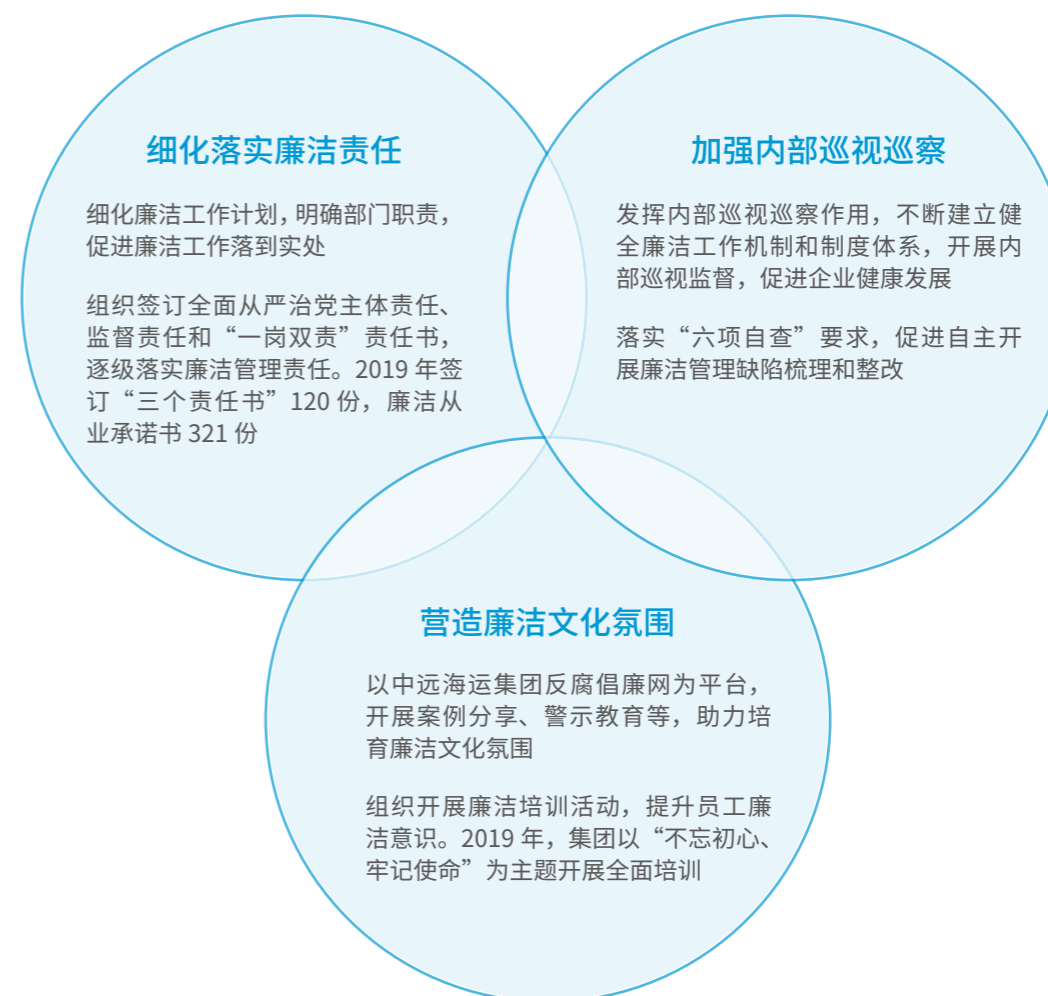 细化落实廉洁责任
细化廉洁工作计划，明确部门职责，
促进廉洁工作落到实处
组织签订全面从严治党主体责任、
监督责任和“一岗双责”责任书，
逐级落实廉洁管理责任。2019 年签
订“三个责任书”120 份，廉洁从
业承诺书 321 份
加强内部巡视巡察
发挥内部巡视巡察作用，不断建立健
全廉洁工作机制和制度体系，开展内
部巡视监督，促进企业健康发展
落实“六项自查”要求，促进自主开
展廉洁管理缺陷梳理和整改
营造廉洁文化氛围
以中远海运集团反腐倡廉网为平台，
开展案例分享、警示教育等，助力培
育廉洁文化氛围
组织开展廉洁培训活动，提升员工廉
洁意识。2019 年，集团以“不忘初心、
牢记使命”为主题开展全面培训